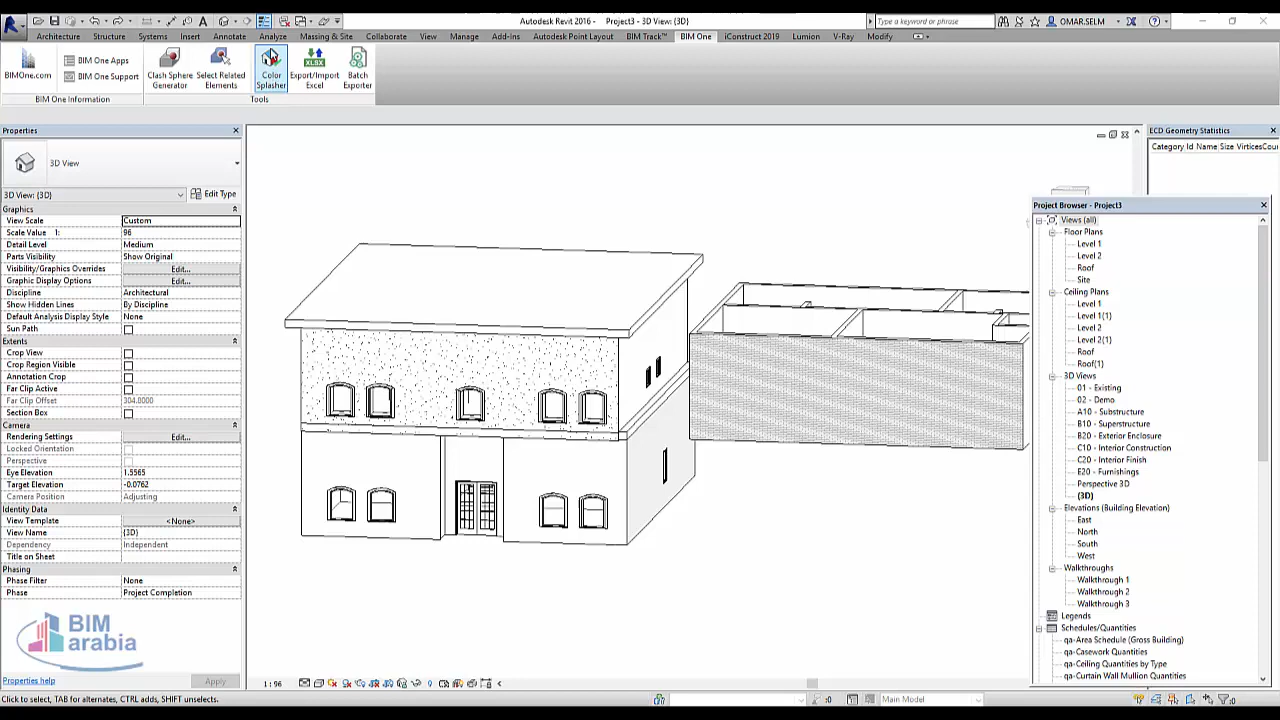 Autodesk Revit 2016 - Project3 - 3D View: {3D}
Type a keyword or phrase
OMAR.SELM
Architecture Structure Systems Insert Annotate Analyze Massing & Site Collaborate View Manage Add-Ins Autodesk Point Layout BIM Track™ BIM One iConstruct 2019 Lumion V-Ray Modify
BIMOne.com
BIM One Apps
BIM One Support
Clash Sphere Generator
Select Related Elements
Color Splasher
Export/Import Excel
XLSX
Batch Exporter
BIM One Information
Tools
Properties
3D View
3D View: {3D}
Edit Type
Graphics
View Scale Custom
Scale Value 1: 96
Detail Level Medium
Parts Visibility Show Original
Visibility/Graphics Overrides Edit...
Graphic Display Options Edit...
Discipline Architectural
Show Hidden Lines By Discipline
Default Analysis Display Style None
Sun Path
Extents
Crop View
Crop Region Visible
Annotation Crop
Far Clip Active
Far Clip Offset 304.8000
Section Box
Camera
Rendering Settings Edit...
Locked Orientation
Perspective
Eye Elevation 1.5565
Target Elevation -0.0762
Camera Position Adjusting
Identity Data
View Template <None>
View Name {3D}
Dependency Independent
Title on Sheet
Phasing
Phase Filter None
Phase Project Completion
BIM
arabia
Properties help
Apply
1 : 96
Click to select, TAB for alternates, CTRL adds, SHIFT unselects.
:0
Main Model
:0
ECD Geometry Statistics
Category Id Name Size VirticesCou
Project Browser - Project3
Views (all)
Floor Plans
Level 1
Level 2
Roof
Site
Ceiling Plans
Level 1
Level 1(1)
Level 2
Level 2(1)
Roof
Roof(1)
3D Views
01 - Existing
02 - Demo
A10 - Substructure
B10 - Superstructure
B20 - Exterior Enclosure
C10 - Interior Construction
C20 - Interior Finish
E20 - Furnishings
Perspective 3D
{3D}
Elevations (Building Elevation)
East
North
South
West
Walkthroughs
Walkthrough 1
Walkthrough 2
Walkthrough 3
Legends
Schedules/Quantities
qa-Area Schedule (Gross Building)
qa-Casework Quantities
qa-Ceiling Quantities by Type
qa-Curtain Wall Mullion Quantities